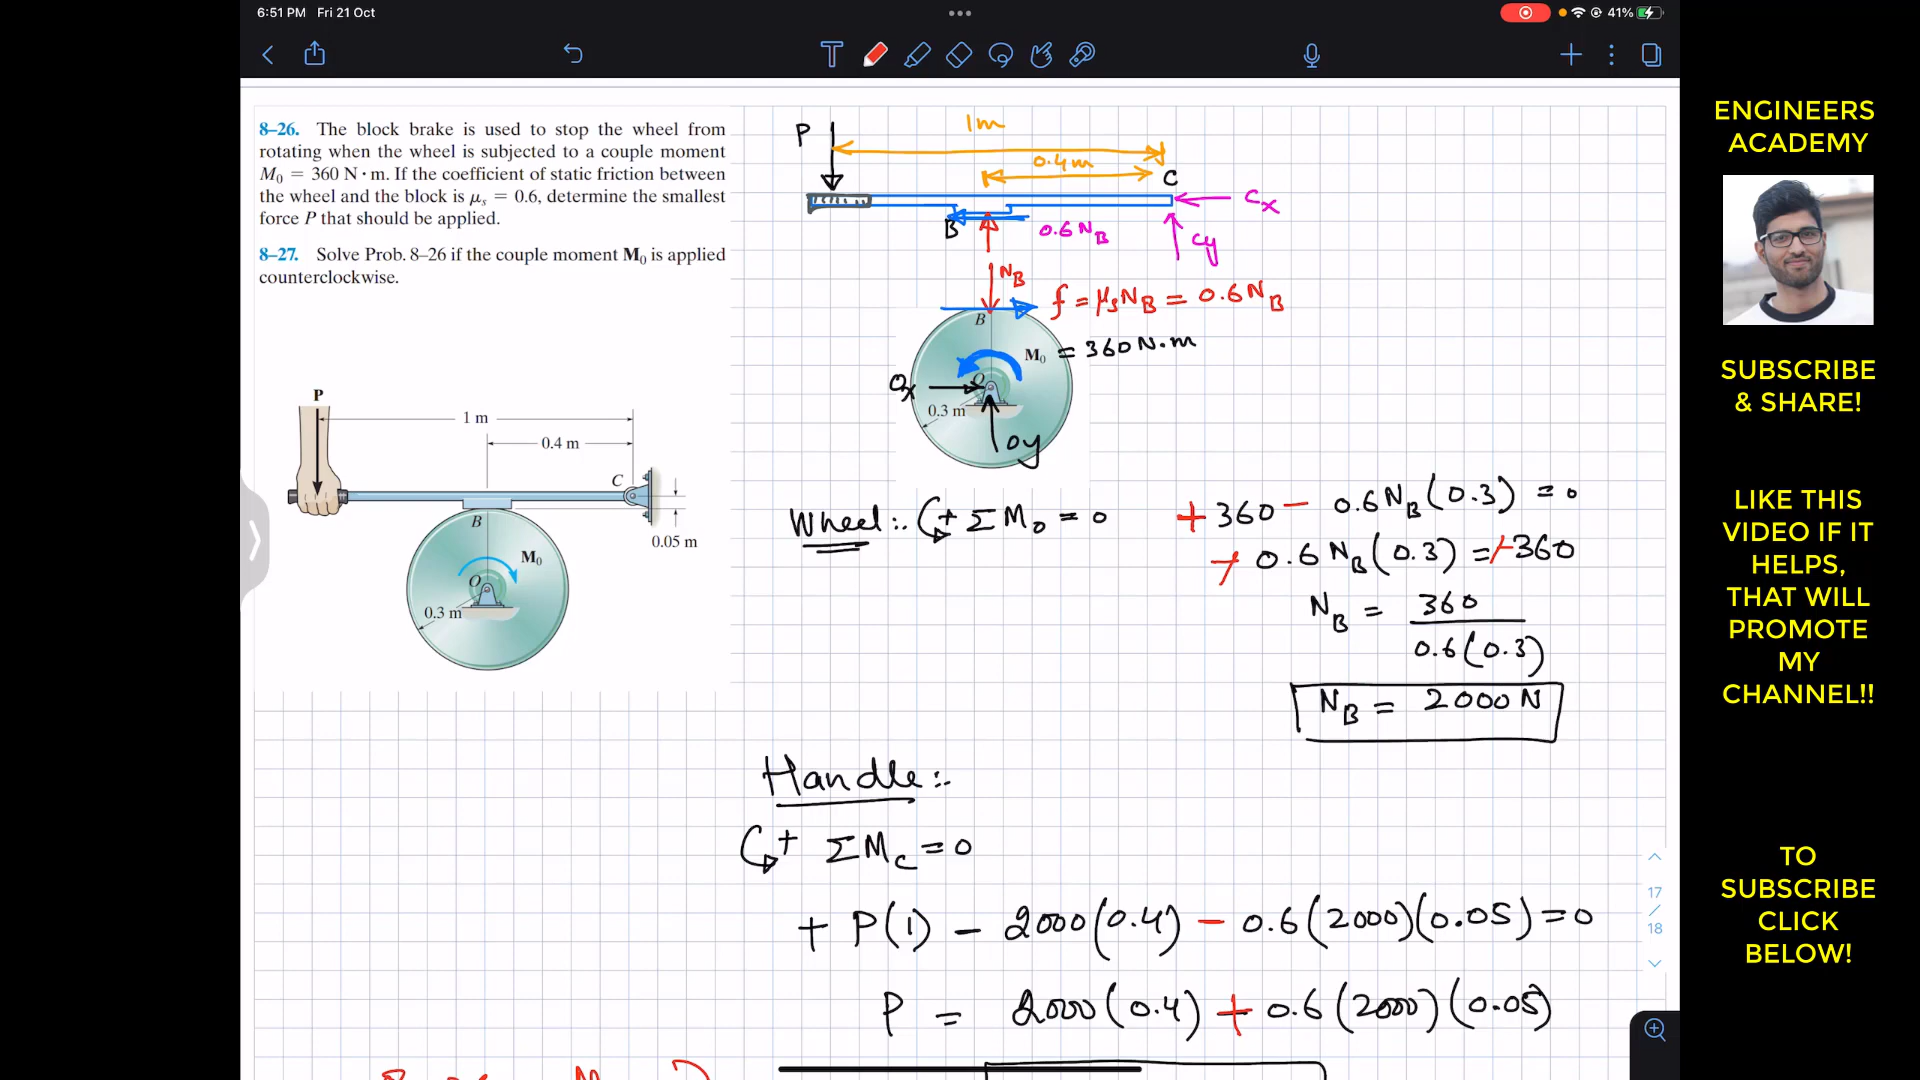 6:51 PM Fri 21 Oct
41%
8–26. The block brake is used to stop the wheel from
rotating when the wheel is subjected to a couple moment
M₀ = 360 N · m. If the coefficient of static friction between
the wheel and the block is μₛ = 0.6, determine the smallest
force P that should be applied.
8–27. Solve Prob. 8–26 if the couple moment M₀ is applied
counterclockwise.
P
1 m
0.4 m
C
B
0.05 m
M₀
O
0.3 m
P
1m
0.4m
C
Cx
B
0.6 NB
Cy
NB
f = μs NB = 0.6 NB
B
M₀ = 360 N·m
Ox
O
0.3 m
Oy
Wheel:. + ΣMo = 0
+ 360 − 0.6 NB (0.3) = 0
0.6 NB (0.3) = 360
NB = 360
0.6 (0.3)
NB = 2000 N
Handle:.
+ ΣMC = 0
+ P(1) − 2000 (0.4) − 0.6 (2000) (0.05) = 0
P = 2000 (0.4) + 0.6 (2000) (0.05)
17
/
18
ENGINEERS
ACADEMY
SUBSCRIBE
& SHARE!
LIKE THIS
VIDEO IF IT
HELPS,
THAT WILL
PROMOTE
MY
CHANNEL!!
TO
SUBSCRIBE
CLICK
BELOW!